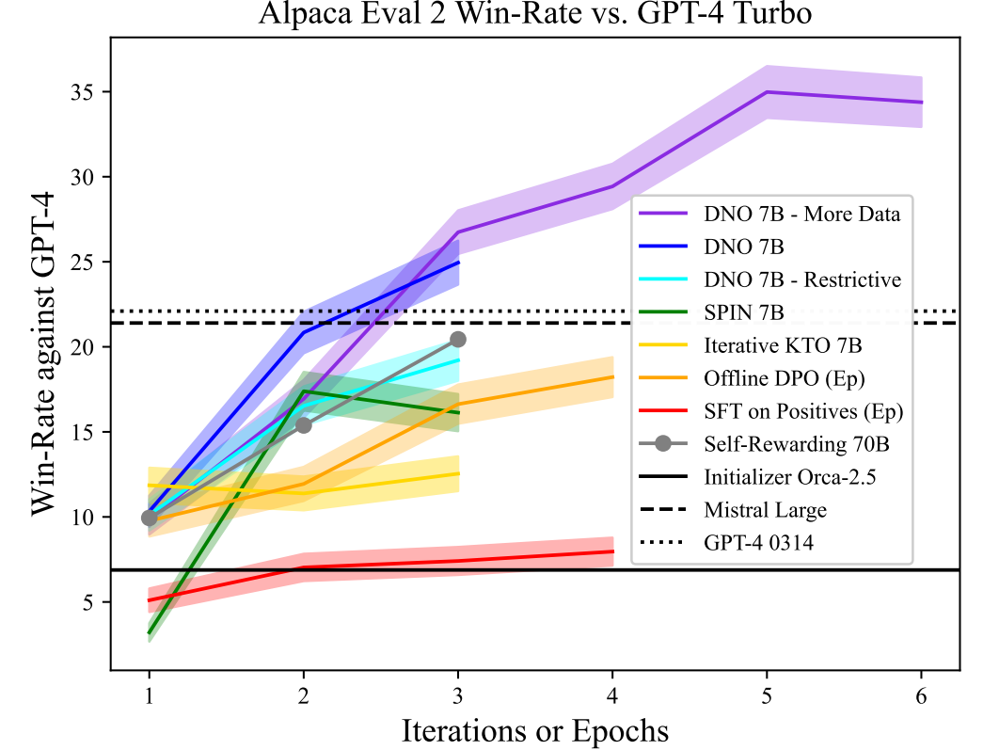 Alpaca Eval 2 Win-Rate vs. GPT-4 Turbo
Win-Rate against GPT-4
35
30
25
20
15
10
5
DNO 7B - More Data
DNO 7B
DNO 7B - Restrictive
SPIN 7B
Iterative KTO 7B
Offline DPO (Ep)
SFT on Positives (Ep)
Self-Rewarding 70B
Initializer Orca-2.5
Mistral Large
GPT-4 0314
1 2 3 4 5 6
Iterations or Epochs